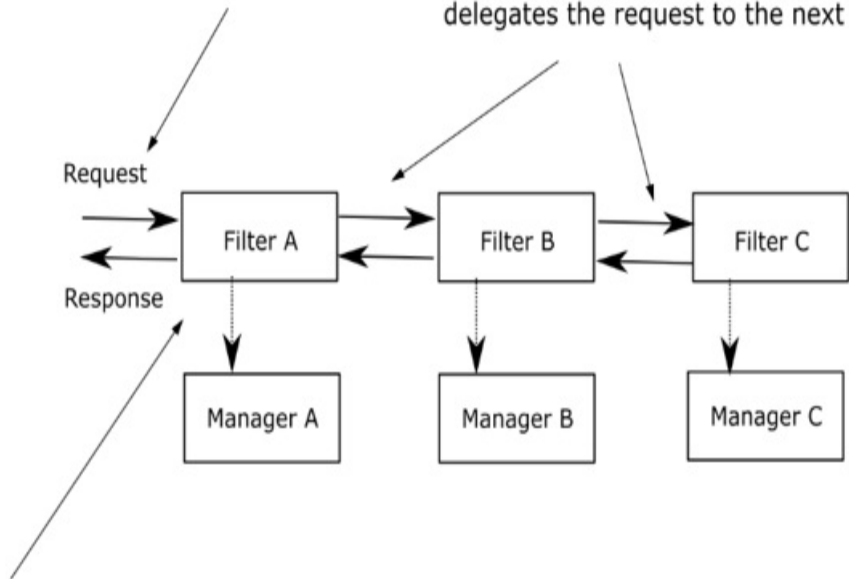 delegates the request to the next
Request
Filter A
Filter B
Filter C
Response
Manager A
Manager B
Manager C